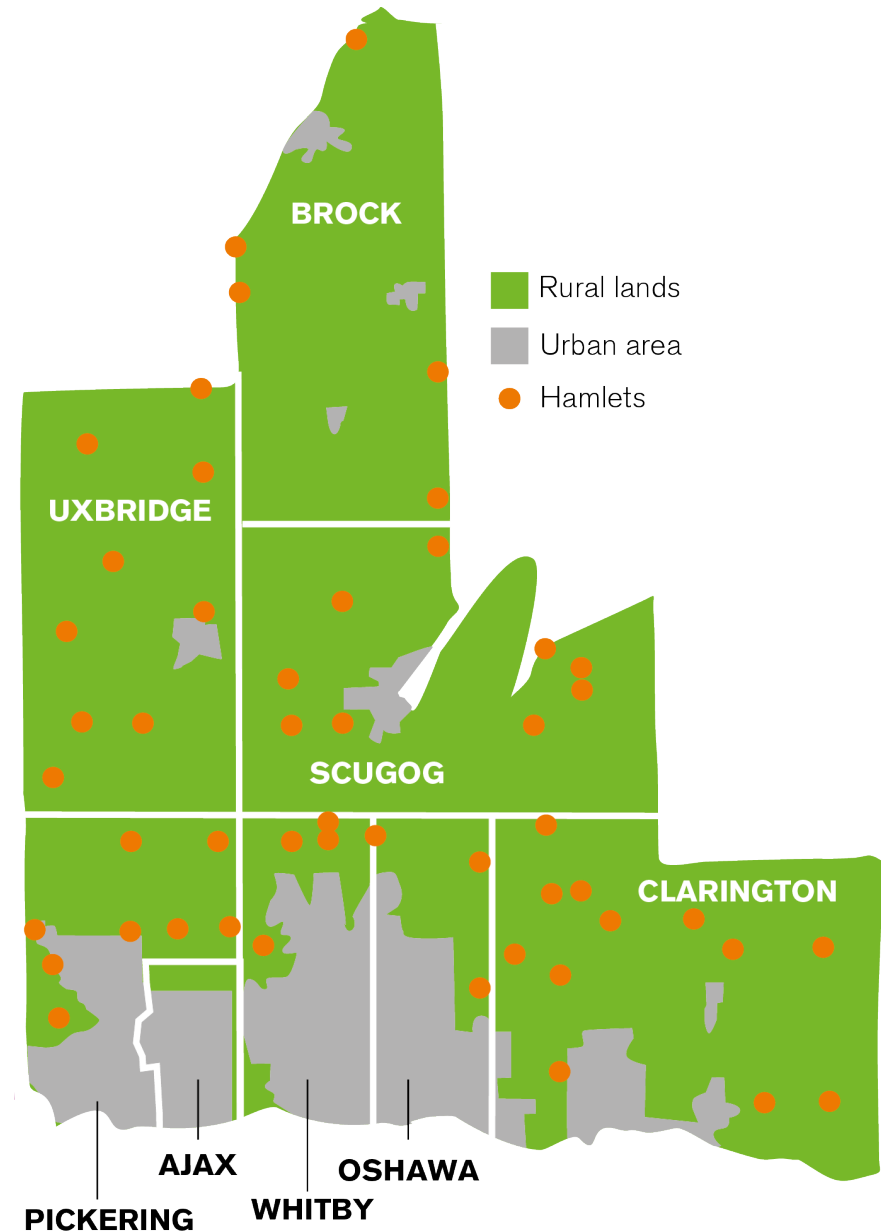 BROCK
Rural lands
Urban area
Hamlets
UXBRIDGE
SCUGOG
CLARINGTON
AJAX
OSHAWA
WHITBY
PICKERING